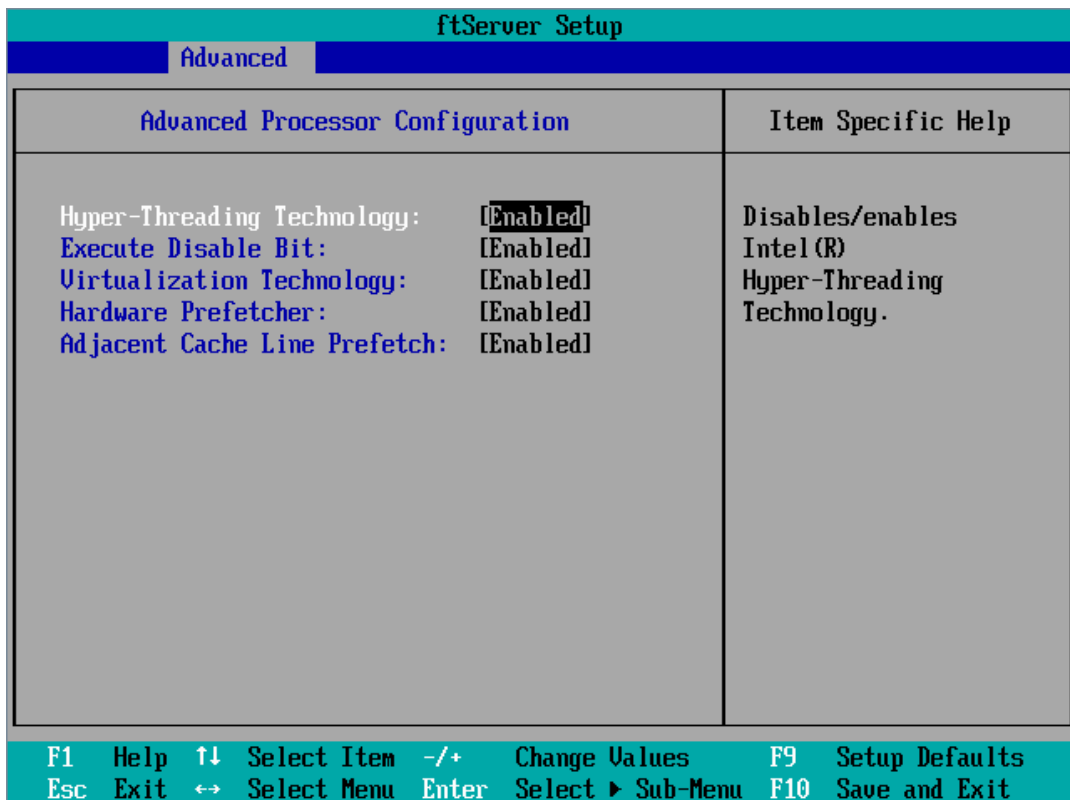 ftServer Setup
Advanced
Advanced Processor Configuration
Item Specific Help
Hyper-Threading Technology: [Enabled]
Execute Disable Bit: [Enabled]
Virtualization Technology: [Enabled]
Hardware Prefetcher: [Enabled]
Adjacent Cache Line Prefetch: [Enabled]
Disables/enables
Intel(R)
Hyper-Threading
Technology.
F1 Help ↑↓ Select Item -/+ Change Values F9 Setup Defaults
Esc Exit ↔ Select Menu Enter Select ▶ Sub-Menu F10 Save and Exit